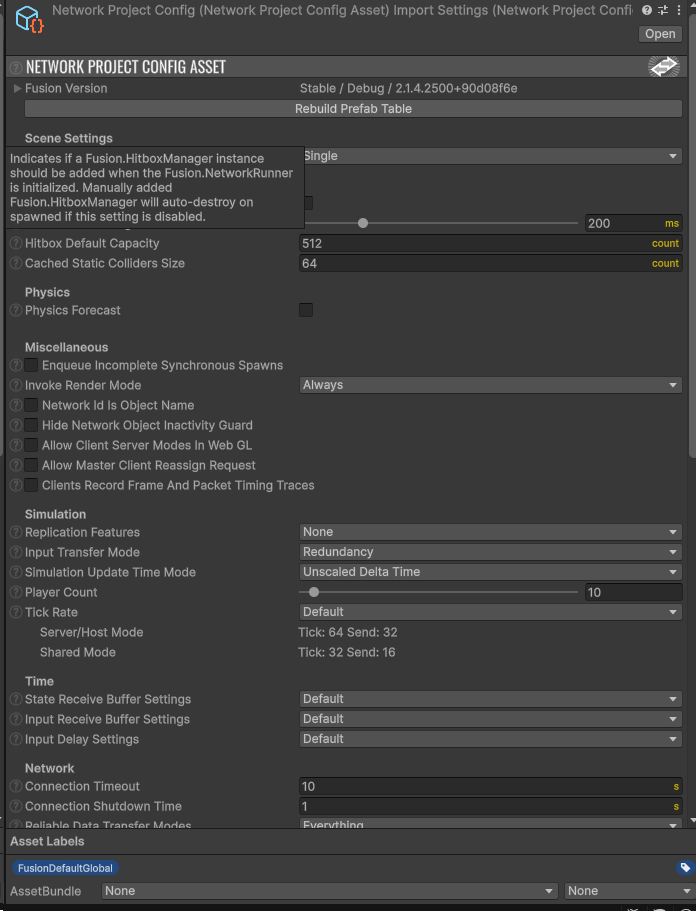 Network Project Config (Network Project Config Asset) Import Settings (Network Project Confi
Open
NETWORK PROJECT CONFIG ASSET
Fusion Version Stable / Debug / 2.1.4.2500+90d08f6e
Rebuild Prefab Table
Scene Settings
Single
Indicates if a Fusion.HitboxManager instance
should be added when the Fusion.NetworkRunner
is initialized. Manually added
Fusion.HitboxManager will auto-destroy on
spawned if this setting is disabled.
200 ms
Hitbox Default Capacity 512 count
Cached Static Colliders Size 64 count
Physics
Physics Forecast
Miscellaneous
Enqueue Incomplete Synchronous Spawns
Invoke Render Mode Always
Network Id Is Object Name
Hide Network Object Inactivity Guard
Allow Client Server Modes In Web GL
Allow Master Client Reassign Request
Clients Record Frame And Packet Timing Traces
Simulation
Replication Features None
Input Transfer Mode Redundancy
Simulation Update Time Mode Unscaled Delta Time
Player Count 10
Tick Rate Default
Server/Host Mode Tick: 64 Send: 32
Shared Mode Tick: 32 Send: 16
Time
State Receive Buffer Settings Default
Input Receive Buffer Settings Default
Input Delay Settings Default
Network
Connection Timeout 10 s
Connection Shutdown Time 1 s
Reliable Data Transfer Modes Everything
Asset Labels
FusionDefaultGlobal
AssetBundle None None